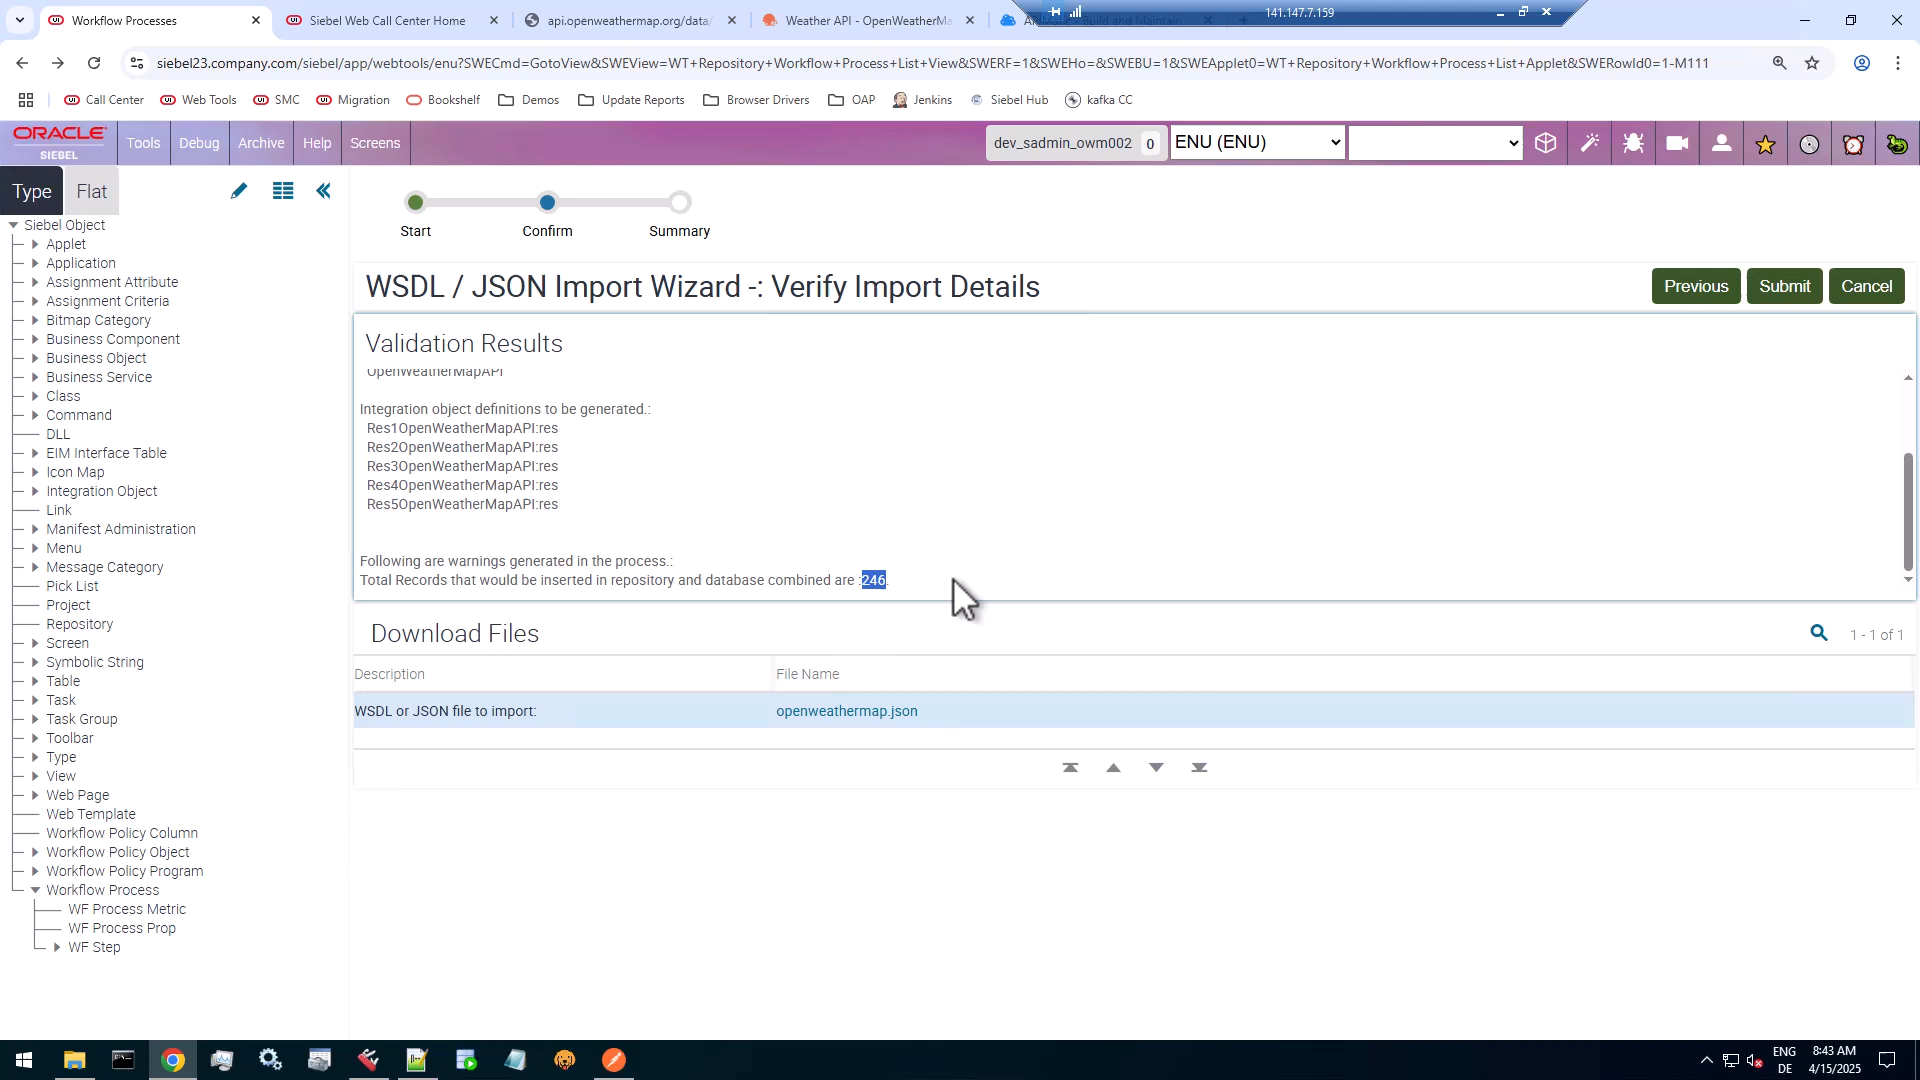 Workflow Processes
Siebel Web Call Center Home
api.openweathermap.org/data/
Weather API - OpenWeatherMa
141.147.7.159
siebel23.company.com/siebel/app/webtools/enu?SWECmd=GotoView&SWEView=WT+Repository+Workflow+Process+List+View&SWERF=1&SWEHo=&SWEBU=1&SWEApplet0=WT+Repository+Workflow+Process+List+Applet&SWERowId0=1-M111
Call Center
Web Tools
SMC
Migration
Bookshelf
Demos
Update Reports
Browser Drivers
OAP
Jenkins
Siebel Hub
kafka CC
ORACLE
SIEBEL
Tools
Debug
Archive
Help
Screens
dev_sadmin_owm002 0
ENU (ENU)
Type
Flat
Siebel Object
Applet
Application
Assignment Attribute
Assignment Criteria
Bitmap Category
Business Component
Business Object
Business Service
Class
Command
DLL
EIM Interface Table
Icon Map
Integration Object
Link
Manifest Administration
Menu
Message Category
Pick List
Project
Repository
Screen
Symbolic String
Table
Task
Task Group
Toolbar
Type
View
Web Page
Web Template
Workflow Policy Column
Workflow Policy Object
Workflow Policy Program
Workflow Process
WF Process Metric
WF Process Prop
WF Step
Start
Confirm
Summary
WSDL / JSON Import Wizard -: Verify Import Details
Previous
Submit
Cancel
Validation Results
OpenWeatherMapAPI
Integration object definitions to be generated.:
Res1OpenWeatherMapAPI:res
Res2OpenWeatherMapAPI:res
Res3OpenWeatherMapAPI:res
Res4OpenWeatherMapAPI:res
Res5OpenWeatherMapAPI:res
Following are warnings generated in the process.:
Total Records that would be inserted in repository and database combined are :246.
Download Files
1 - 1 of 1
Description
File Name
WSDL or JSON file to import:
openweathermap.json
ENG
DE
8:43 AM
4/15/2025